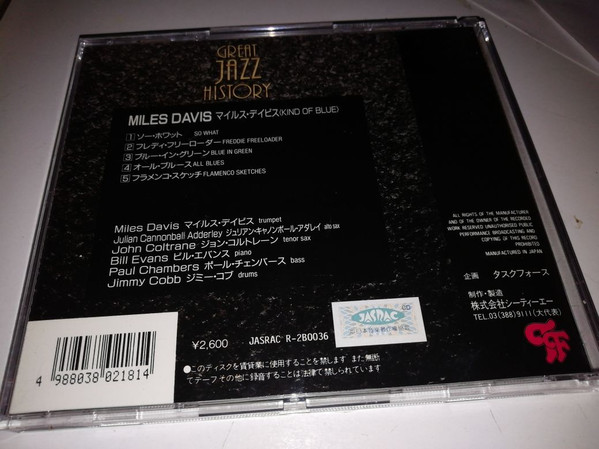 GREAT
JAZZ
HISTORY
MILES DAVIS マイルス・デイビス(KIND OF BLUE)
1 ソー・ホワット SO WHAT
2 フレディ・フリーローダー FREDDIE FREELOADER
3 ブルー・イン・グリーン BLUE IN GREEN
4 オール・ブルース ALL BLUES
5 フラメンコ・スケッチ FLAMENCO SKETCHES
Miles Davis マイルス・デイビス trumpet
Julian Cannonball Adderley ジュリアン・キャノンボール・アダレイ alto sax
John Coltrane ジョン・コルトレーン tenor sax
Bill Evans ビル・エバンス piano
Paul Chambers ポール・チェンバース bass
Jimmy Cobb ジミー・コブ drums
ALL RIGHTS OF THE MANUFACTURER
AND OF THE OWNER OF THE RECORDED
WORK RESERVED UNAUTHORISED PUBLIC
PERFORMANCE BROADCASTING AND
COPYING OF THIS RECORD
PROHIBITED
MANUFACTURED IN JAPAN
企画 タスクフォース
制作・製造
株式会社シーティーエー
TEL.03(388)9111(大代表)
¥2,600
JASRAC R-2B0036
JASRAC
●このディスクを賃貸業に使用することを禁じます また無断
てテープその他に録音することは法律で禁じられています
4 988038 021814